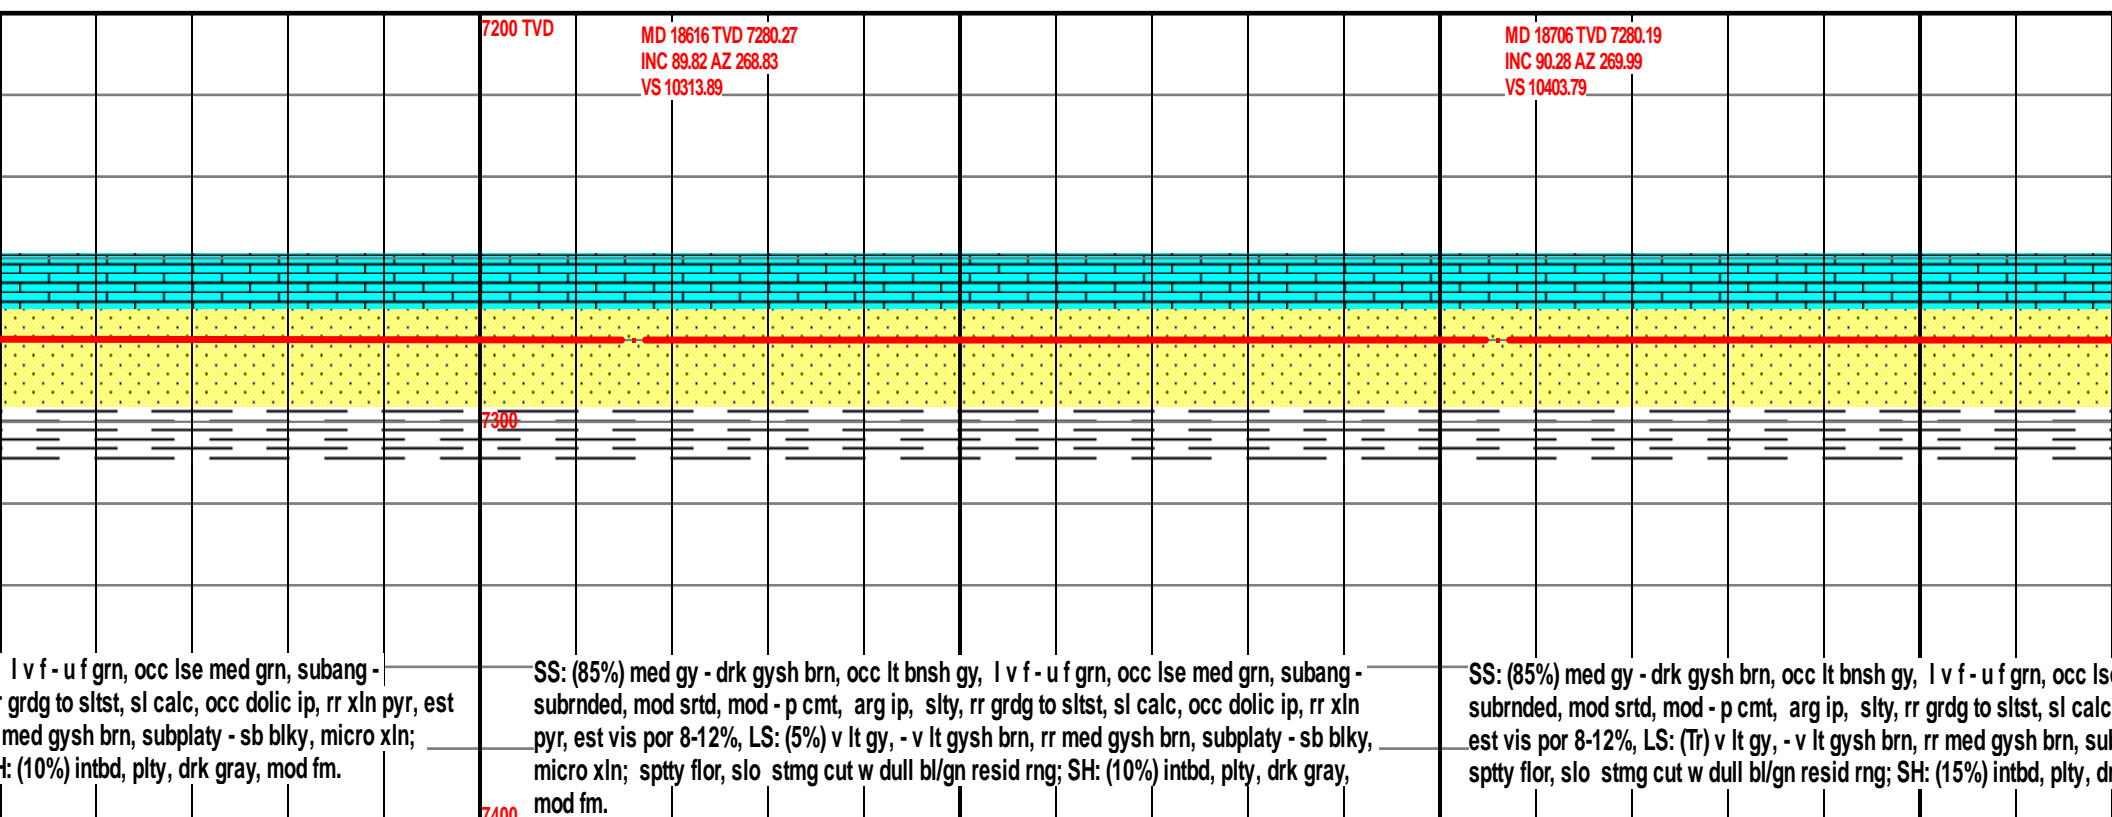 7200 TVD
MD 18616 TVD 7280.27
INC 89.82 AZ 268.83
VS 10313.89
MD 18706 TVD 7280.19
INC 90.28 AZ 269.99
VS 10403.79
7300
l v f - u f grn, occ lse med grn, subang -
grdg to sltst, sl calc, occ dolic ip, rr xln pyr, est
med gysh brn, subplaty - sb blky, micro xln;
(10%) intbd, plty, drk gray, mod fm.
SS: (85%) med gy - drk gysh brn, occ lt bnsh gy, l v f - u f grn, occ lse med grn, subang -
subrnded, mod srtd, mod - p cmt, arg ip, slty, rr grdg to sltst, sl calc, occ dolic ip, rr xln
pyr, est vis por 8-12%, LS: (5%) v lt gy, - v lt gysh brn, rr med gysh brn, subplaty - sb blky,
micro xln; sptty flor, slo stmg cut w dull bl/gn resid rng; SH: (10%) intbd, plty, drk gray,
mod fm.
SS: (85%) med gy - drk gysh brn, occ lt bnsh gy, l v f - u f grn, occ
subrnded, mod srtd, mod - p cmt, arg ip, slty, rr grdg to sltst, sl calc
est vis por 8-12%, LS: (Tr) v lt gy, - v lt gysh brn, rr med gysh brn,
sptty flor, slo stmg cut w dull bl/gn resid rng; SH: (15%) intbd, plty,
7400